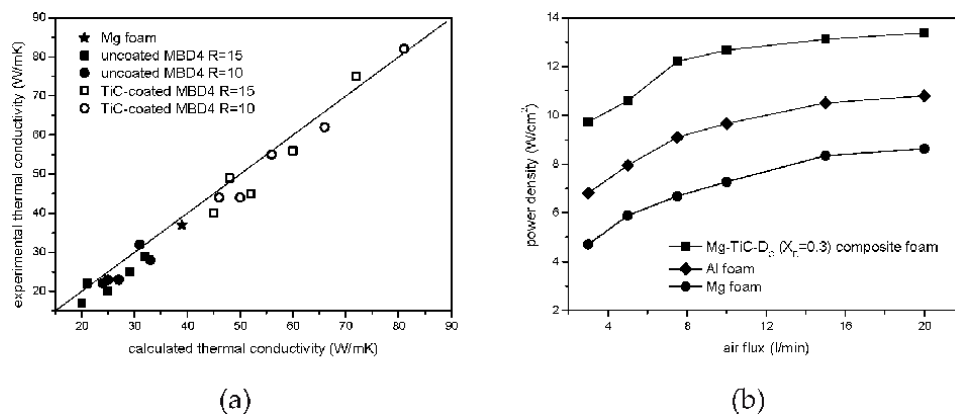 90
80
70
60
50
40
30
20
20 30 40 50 60 70 80 90
experimental thermal conductivity (W/mK)
calculated thermal conductivity (W/mK)
Mg foam
uncoated MBD4 R=15
uncoated MBD4 R=10
TiC-coated MBD4 R=15
TiC-coated MBD4 R=10
(a)
14
12
10
8
6
4
2
4 8 12 16 20
power density (W/cm²)
air flux (l/min)
Mg-TiC-Dp (Xr=0.3) composite foam
Al foam
Mg foam
(b)